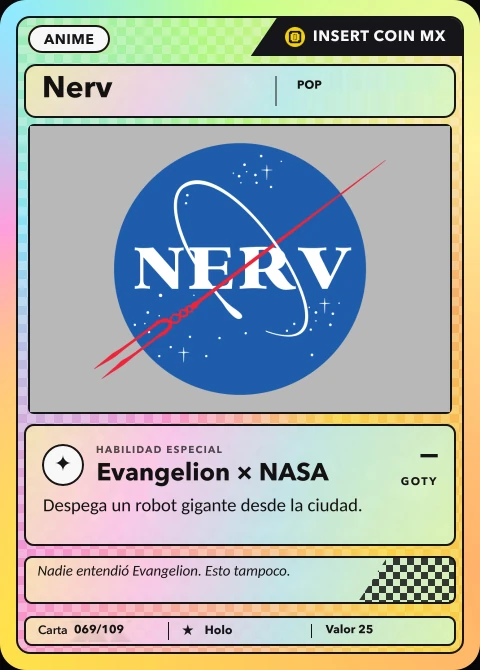 ANIME
INSERT COIN MX
Nerv
POP
NERV
HABILIDAD ESPECIAL
Evangelion × NASA
GOTY
Despega un robot gigante desde la ciudad.
Nadie entendió Evangelion. Esto tampoco.
Carta 069/109 ★ Holo Valor 25